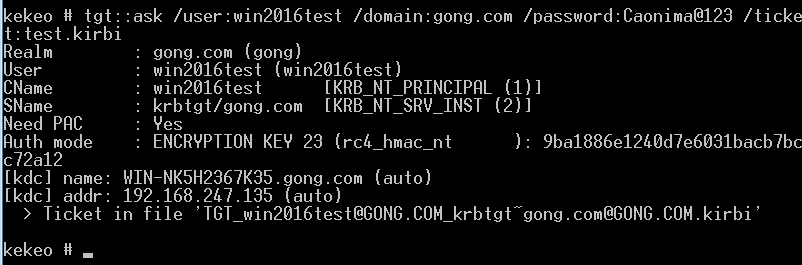 kekeo # tgt::ask /user:win2016test /domain:gong.com /password:Caonima@123 /ticke
t:test.kirbi
Realm        : gong.com (gong)
User         : win2016test (win2016test)
CName        : win2016test     [KRB_NT_PRINCIPAL (1)]
SName        : krbtgt/gong.com  [KRB_NT_SRV_INST (2)]
Need PAC     : Yes
Auth mode    : ENCRYPTION KEY 23 (rc4_hmac_nt      ): 9ba1886e1240d7e6031bacb7bc
c72a12
[kdc] name: WIN-NK5H2367K35.gong.com (auto)
[kdc] addr: 192.168.247.135 (auto)
  > Ticket in file 'TGT_win2016test@GONG.COM_krbtgt~gong.com@GONG.COM.kirbi'
kekeo # _